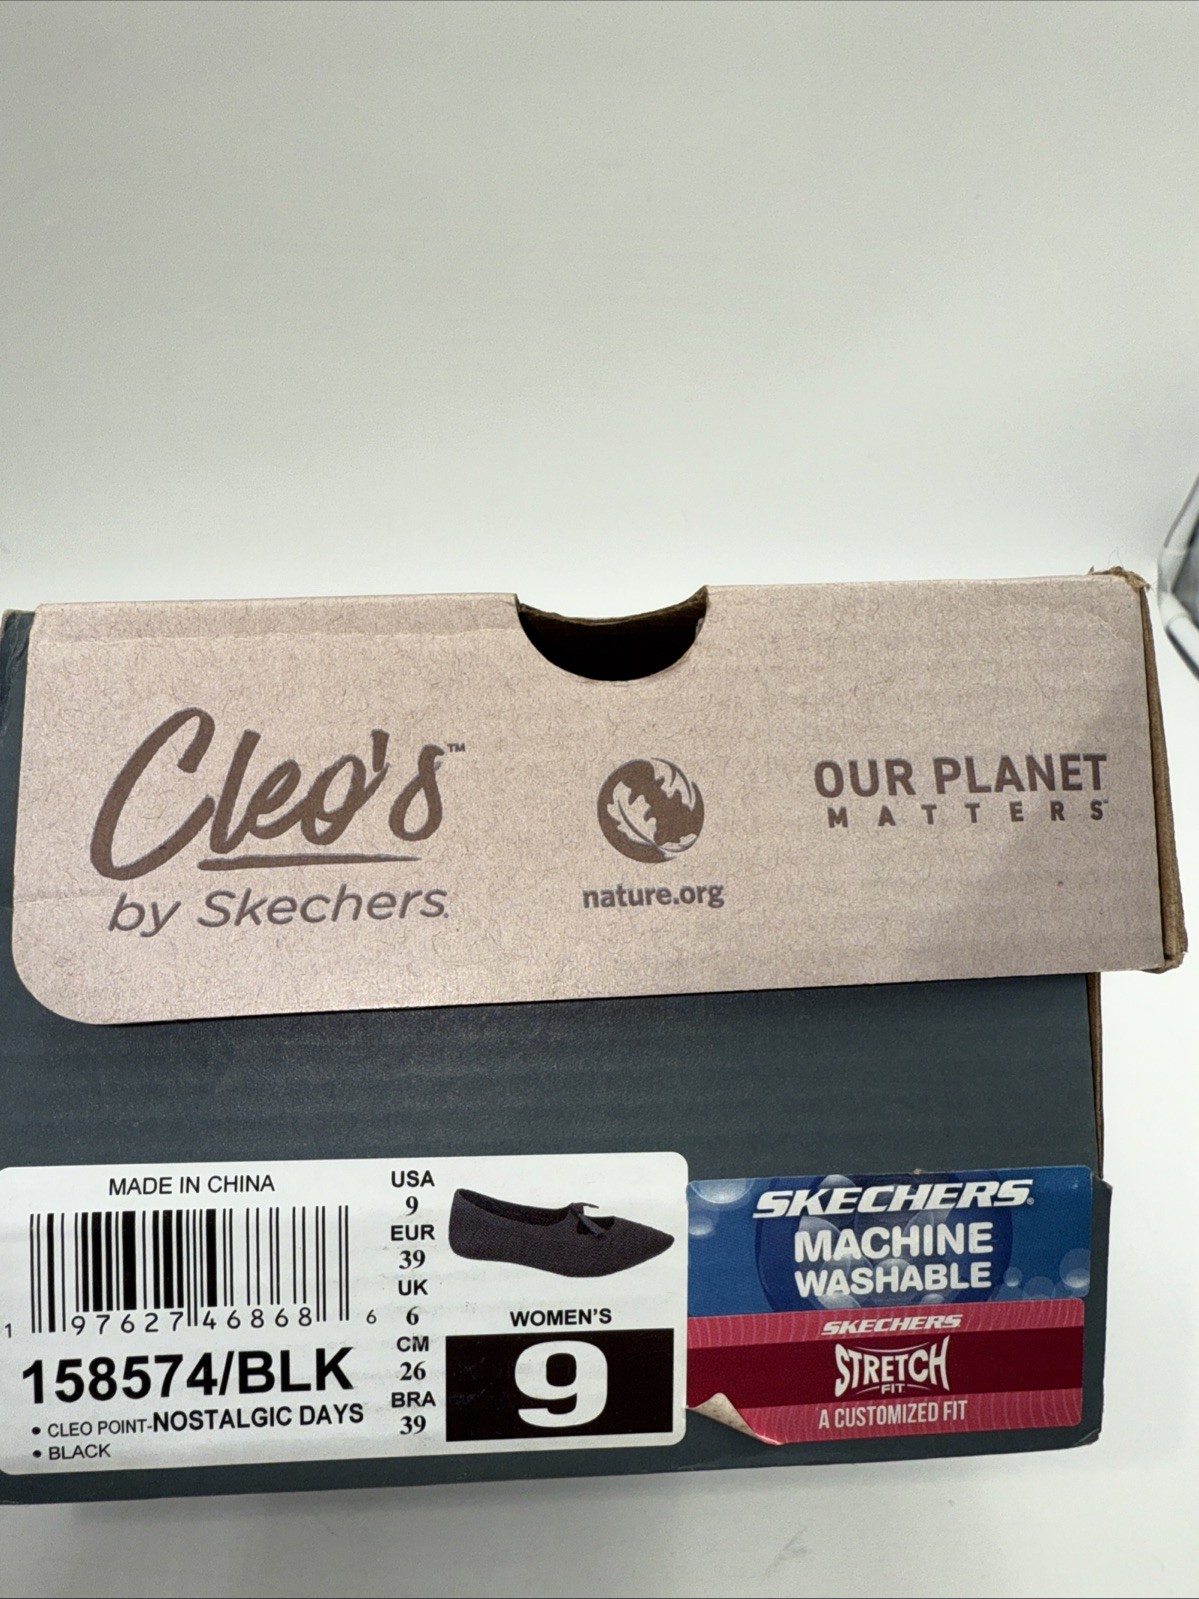 Cleo's™
by Skechers.
nature.org
OUR PLANET
MATTERS
MADE IN CHINA
1 97627 46868 6
158574/BLK
• CLEO POINT-NOSTALGIC DAYS
• BLACK
USA
9
EUR
39
UK
6
CM
26
BRA
39
WOMEN'S
9
SKECHERS®
MACHINE
WASHABLE
SKECHERS
STRETCH
FIT
A CUSTOMIZED FIT